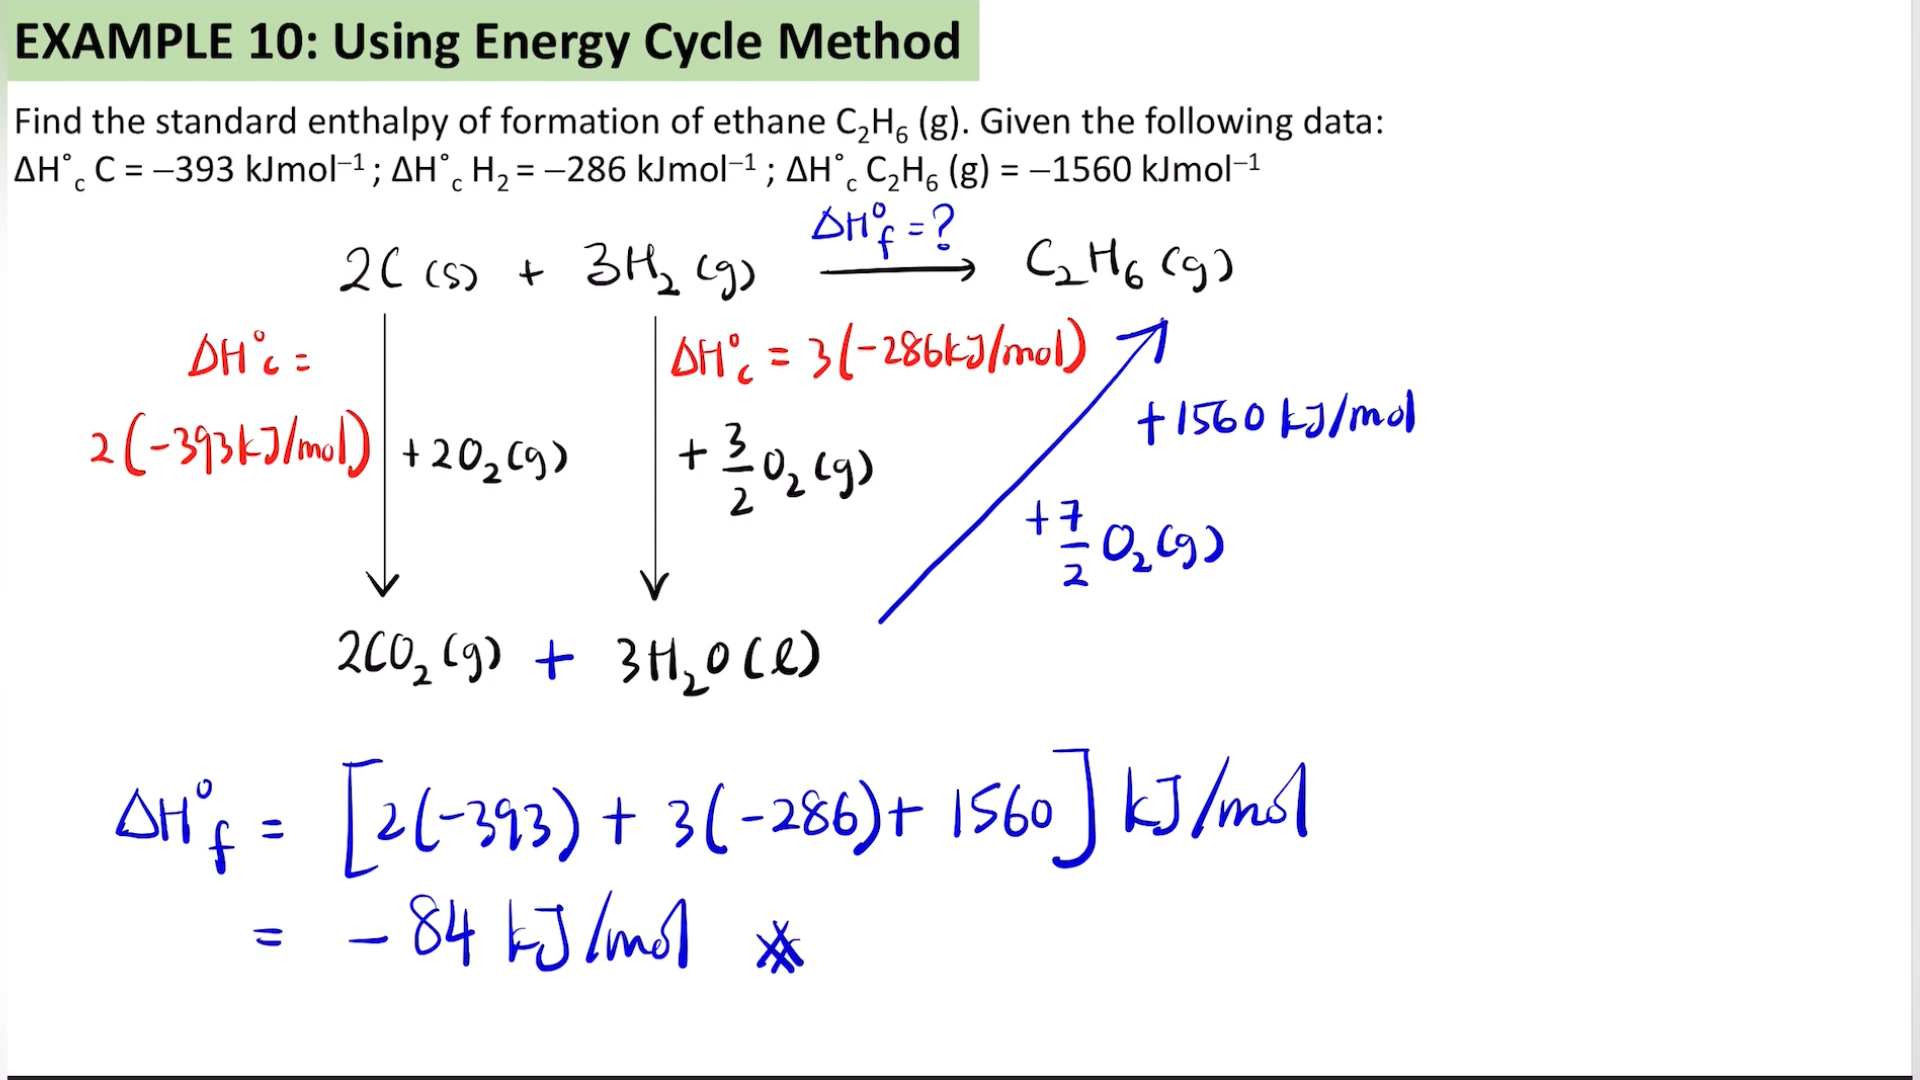 EXAMPLE 10: Using Energy Cycle Method
Find the standard enthalpy of formation of ethane C₂H₆ (g). Given the following data:
ΔH°c C = –393 kJmol⁻¹ ; ΔH°c H₂ = –286 kJmol⁻¹ ; ΔH°c C₂H₆ (g) = –1560 kJmol⁻¹
ΔH°f = ?
2C (s) + 3H₂ (g) → C₂H₆ (g)
ΔH°c =
2(-393kJ/mol)
+ 2O₂(g)
ΔH°c = 3(-286kJ/mol)
+ 3/2 O₂ (g)
+1560 kJ/mol
+ 7/2 O₂ (g)
2CO₂ (g) + 3H₂O (l)
ΔH°f = [2(-393) + 3(-286) + 1560] kJ/mol
= - 84 kJ/mol